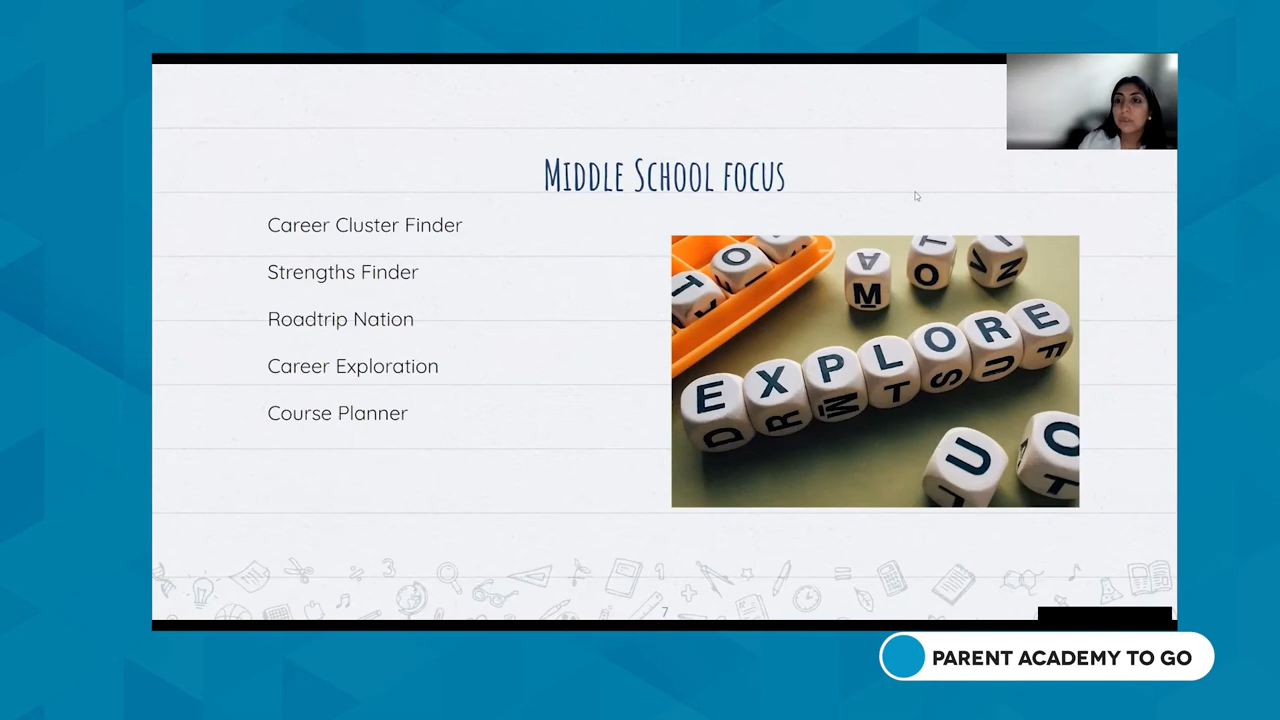 Middle School focus
Career Cluster Finder
Strengths Finder
Roadtrip Nation
Career Exploration
Course Planner
EXPLORE
7
PARENT ACADEMY TO GO